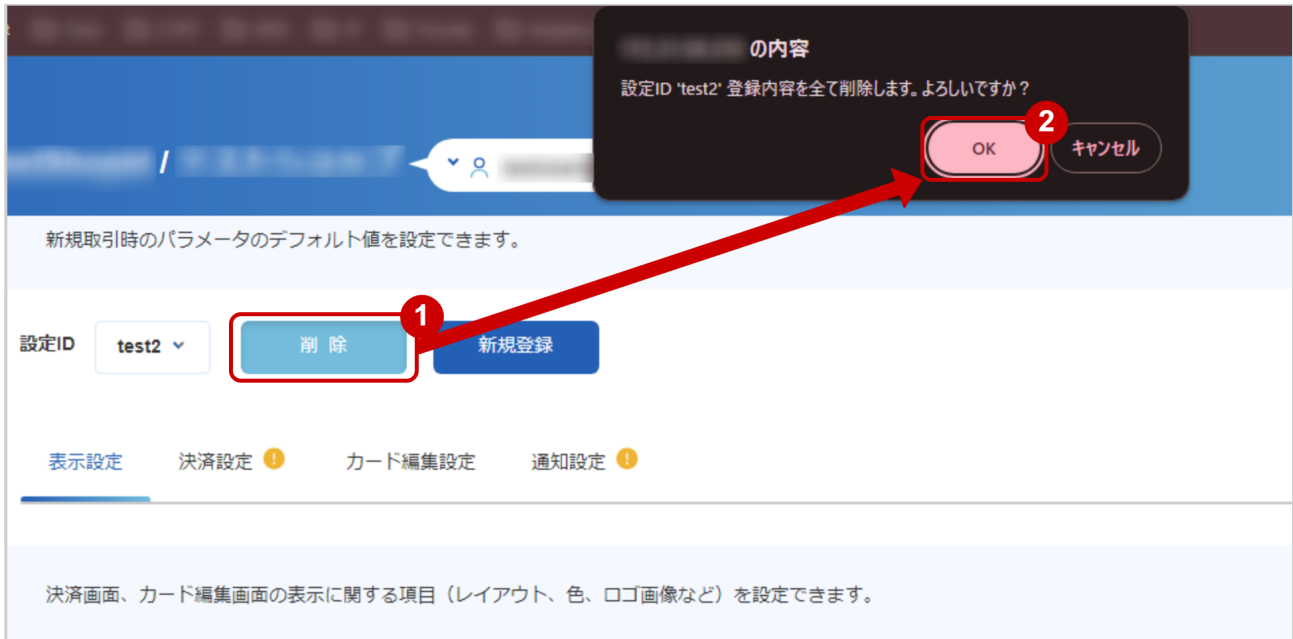 の内容
設定ID 'test2' 登録内容を全て削除します。よろしいですか？
OK
2
キャンセル
/
新規取引時のパラメータのデフォルト値を設定できます。
1
設定ID
test2
削 除
新規登録
表示設定
決済設定 !
カード編集設定
通知設定 !
決済画面、カード編集画面の表示に関する項目（レイアウト、色、ロゴ画像など）を設定できます。